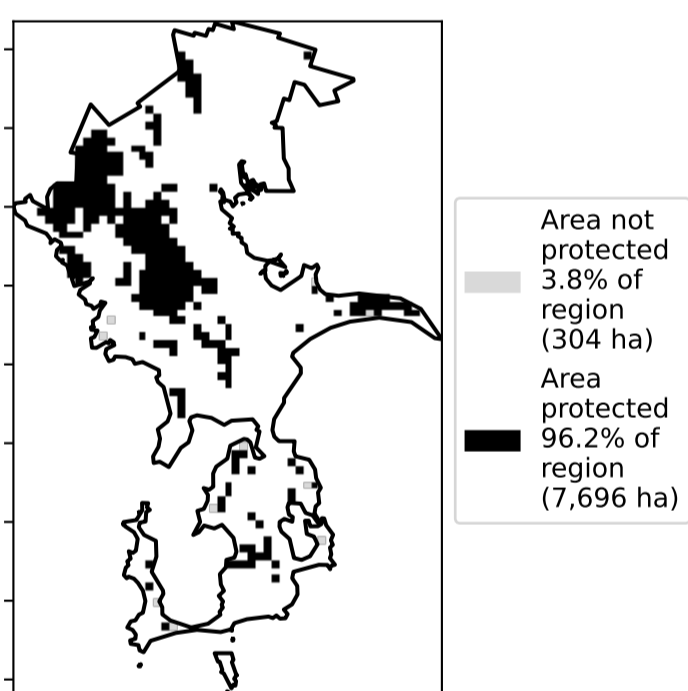 Area not
protected
3.8% of
region
(304 ha)
Area
protected
96.2% of
region
(7,696 ha)